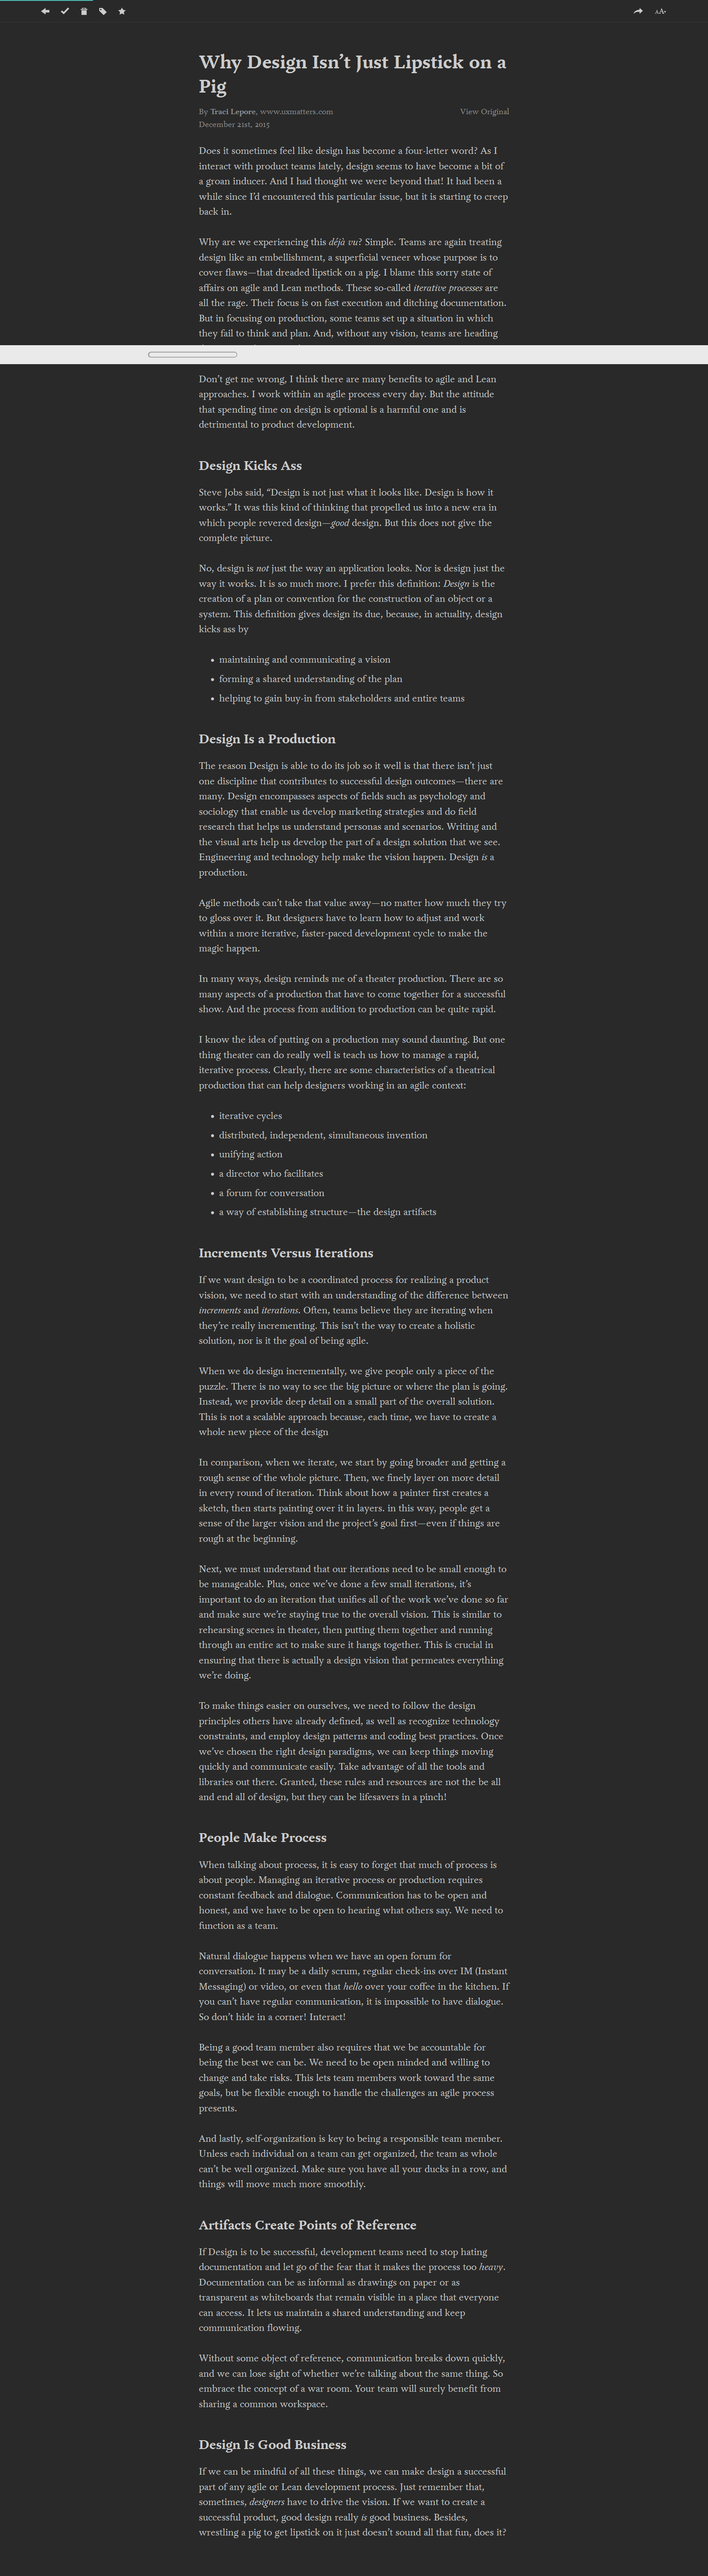 AA
Why Design Isn’t Just Lipstick on a
Pig
By Traci Lepore, www.uxmatters.com
View Original
December 21st, 2015
Does it sometimes feel like design has become a four-letter word? As I
interact with product teams lately, design seems to have become a bit of
a groan inducer. And I had thought we were beyond that! It had been a
while since I’d encountered this particular issue, but it is starting to creep
back in.
Why are we experiencing this déjà vu? Simple. Teams are again treating
design like an embellishment, a superficial veneer whose purpose is to
cover flaws—that dreaded lipstick on a pig. I blame this sorry state of
affairs on agile and Lean methods. These so-called iterative processes are
all the rage. Their focus is on fast execution and ditching documentation.
But in focusing on production, some teams set up a situation in which
they fail to think and plan. And, without any vision, teams are heading
Don’t get me wrong, I think there are many benefits to agile and Lean
approaches. I work within an agile process every day. But the attitude
that spending time on design is optional is a harmful one and is
detrimental to product development.
Design Kicks Ass
Steve Jobs said, “Design is not just what it looks like. Design is how it
works.” It was this kind of thinking that propelled us into a new era in
which people revered design—good design. But this does not give the
complete picture.
No, design is not just the way an application looks. Nor is design just the
way it works. It is so much more. I prefer this definition: Design is the
creation of a plan or convention for the construction of an object or a
system. This definition gives design its due, because, in actuality, design
kicks ass by
• maintaining and communicating a vision
• forming a shared understanding of the plan
• helping to gain buy-in from stakeholders and entire teams
Design Is a Production
The reason Design is able to do its job so it well is that there isn’t just
one discipline that contributes to successful design outcomes—there are
many. Design encompasses aspects of fields such as psychology and
sociology that enable us develop marketing strategies and do field
research that helps us understand personas and scenarios. Writing and
the visual arts help us develop the part of a design solution that we see.
Engineering and technology help make the vision happen. Design is a
production.
Agile methods can’t take that value away—no matter how much they try
to gloss over it. But designers have to learn how to adjust and work
within a more iterative, faster-paced development cycle to make the
magic happen.
In many ways, design reminds me of a theater production. There are so
many aspects of a production that have to come together for a successful
show. And the process from audition to production can be quite rapid.
I know the idea of putting on a production may sound daunting. But one
thing theater can do really well is teach us how to manage a rapid,
iterative process. Clearly, there are some characteristics of a theatrical
production that can help designers working in an agile context:
• iterative cycles
• distributed, independent, simultaneous invention
• unifying action
• a director who facilitates
• a forum for conversation
• a way of establishing structure—the design artifacts
Increments Versus Iterations
If we want design to be a coordinated process for realizing a product
vision, we need to start with an understanding of the difference between
increments and iterations. Often, teams believe they are iterating when
they’re really incrementing. This isn’t the way to create a holistic
solution, nor is it the goal of being agile.
When we do design incrementally, we give people only a piece of the
puzzle. There is no way to see the big picture or where the plan is going.
Instead, we provide deep detail on a small part of the overall solution.
This is not a scalable approach because, each time, we have to create a
whole new piece of the design
In comparison, when we iterate, we start by going broader and getting a
rough sense of the whole picture. Then, we finely layer on more detail
in every round of iteration. Think about how a painter first creates a
sketch, then starts painting over it in layers. in this way, people get a
sense of the larger vision and the project’s goal first—even if things are
rough at the beginning.
Next, we must understand that our iterations need to be small enough to
be manageable. Plus, once we’ve done a few small iterations, it’s
important to do an iteration that unifies all of the work we’ve done so far
and make sure we’re staying true to the overall vision. This is similar to
rehearsing scenes in theater, then putting them together and running
through an entire act to make sure it hangs together. This is crucial in
ensuring that there is actually a design vision that permeates everything
we’re doing.
To make things easier on ourselves, we need to follow the design
principles others have already defined, as well as recognize technology
constraints, and employ design patterns and coding best practices. Once
we’ve chosen the right design paradigms, we can keep things moving
quickly and communicate easily. Take advantage of all the tools and
libraries out there. Granted, these rules and resources are not the be all
and end all of design, but they can be lifesavers in a pinch!
People Make Process
When talking about process, it is easy to forget that much of process is
about people. Managing an iterative process or production requires
constant feedback and dialogue. Communication has to be open and
honest, and we have to be open to hearing what others say. We need to
function as a team.
Natural dialogue happens when we have an open forum for
conversation. It may be a daily scrum, regular check-ins over IM (Instant
Messaging) or video, or even that hello over your coffee in the kitchen. If
you can’t have regular communication, it is impossible to have dialogue.
So don’t hide in a corner! Interact!
Being a good team member also requires that we be accountable for
being the best we can be. We need to be open minded and willing to
change and take risks. This lets team members work toward the same
goals, but be flexible enough to handle the challenges an agile process
presents.
And lastly, self-organization is key to being a responsible team member.
Unless each individual on a team can get organized, the team as whole
can’t be well organized. Make sure you have all your ducks in a row, and
things will move much more smoothly.
Artifacts Create Points of Reference
If Design is to be successful, development teams need to stop hating
documentation and let go of the fear that it makes the process too heavy.
Documentation can be as informal as drawings on paper or as
transparent as whiteboards that remain visible in a place that everyone
can access. It lets us maintain a shared understanding and keep
communication flowing.
Without some object of reference, communication breaks down quickly,
and we can lose sight of whether we’re talking about the same thing. So
embrace the concept of a war room. Your team will surely benefit from
sharing a common workspace.
Design Is Good Business
If we can be mindful of all these things, we can make design a successful
part of any agile or Lean development process. Just remember that,
sometimes, designers have to drive the vision. If we want to create a
successful product, good design really is good business. Besides,
wrestling a pig to get lipstick on it just doesn’t sound all that fun, does it?